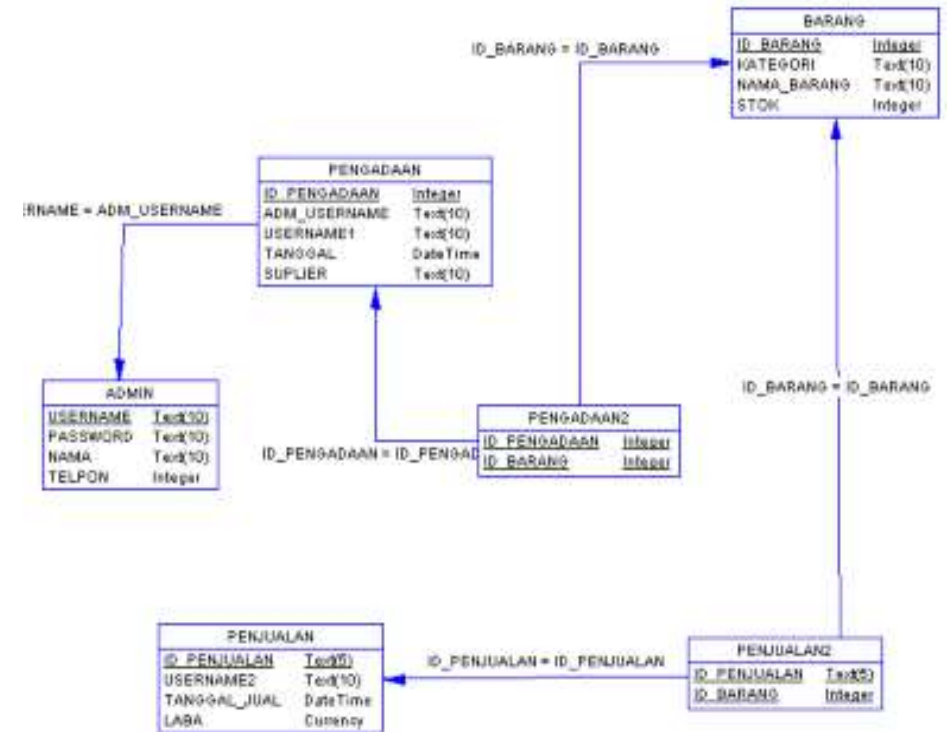 BARANG
ID_BARANG Integer
KATEGORI Text(10)
NAMA_BARANG Text(10)
STOK Integer
ID_BARANG = ID_BARANG
PENGADAAN
ID_PENGADAAN Integer
ADM_USERNAME Text(10)
USERNAME1 Text(10)
TANGGAL DateTime
SUPLIER Text(10)
ERNAME = ADM_USERNAME
ADMIN
USERNAME Text(10)
PASSWORD Text(10)
NAMA Text(10)
TELPON Integer
ID_BARANG = ID_BARANG
PENGADAAN2
ID_PENGADAAN Integer
ID_BARANG Integer
ID_PENGADAAN = ID_PENGAD
PENJUALAN
ID_PENJUALAN Text(5)
USERNAME2 Text(10)
TANGGAL_JUAL DateTime
LABA Currency
ID_PENJUALAN = ID_PENJUALAN
PENJUALAN2
ID_PENJUALAN Text(5)
ID_BARANG Integer